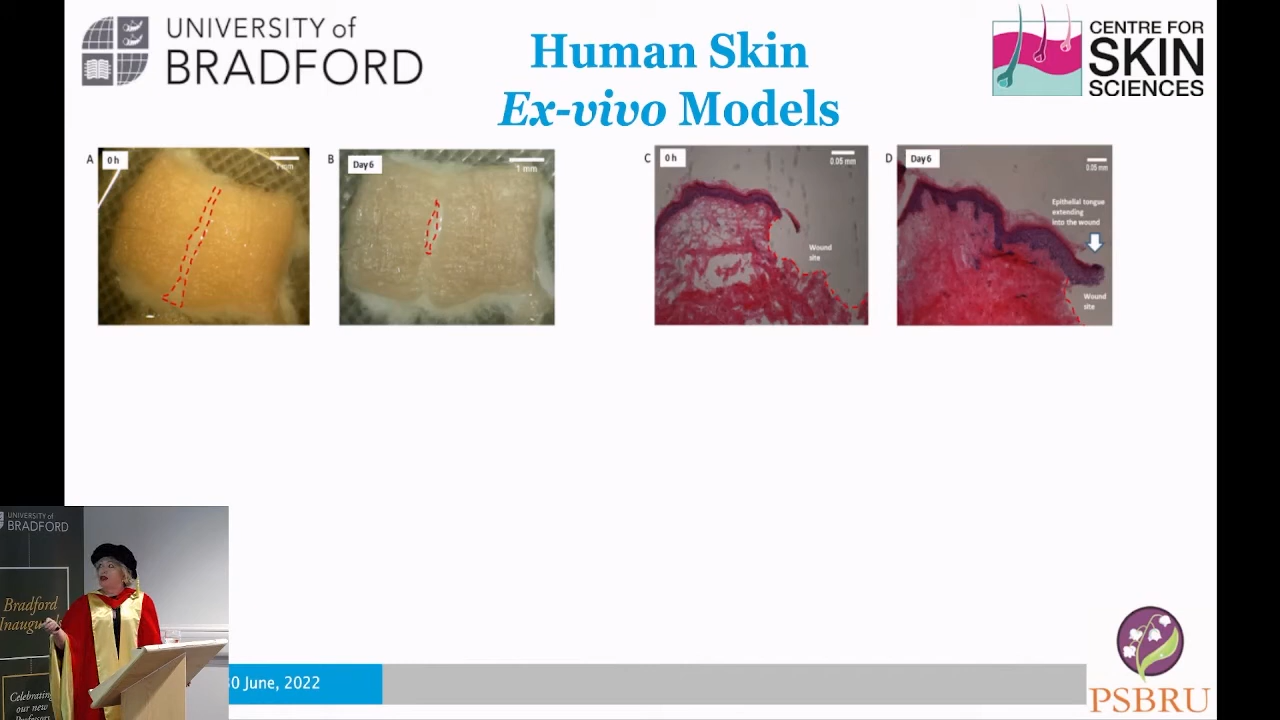 UNIVERSITY of
BRADFORD
Human Skin
Ex-vivo Models
CENTRE FOR
SKIN
SCIENCES
A
0 h
1 mm
B
Day6
1 mm
C
0 h
0.05 mm
Wound
site
D
Day6
0.05 mm
Epithelial tongue
extending
into the wound
Wound
site
UNIVERSITY of
BRADFORD
Bradford
Celebrating
our new
30 June, 2022
PSBRU